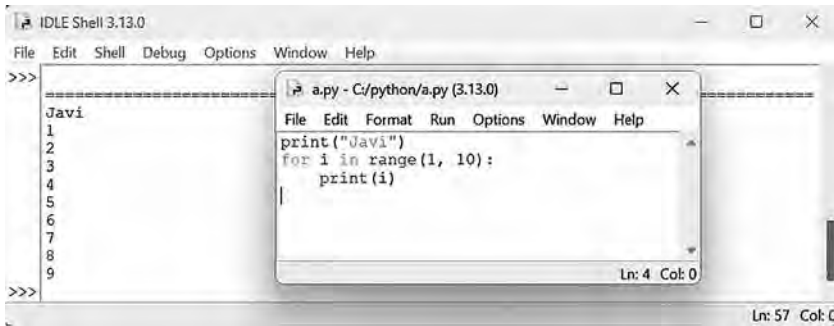 IDLE Shell 3.13.0
File Edit Shell Debug Options Window Help
>>>
Javi
1
2
3
4
5
6
7
8
9
>>>
Ln: 57 Col: 0
a.py - C:/python/a.py (3.13.0)
File Edit Format Run Options Window Help
print("Javi")
for i in range(1, 10):
    print(i)
Ln: 4 Col: 0